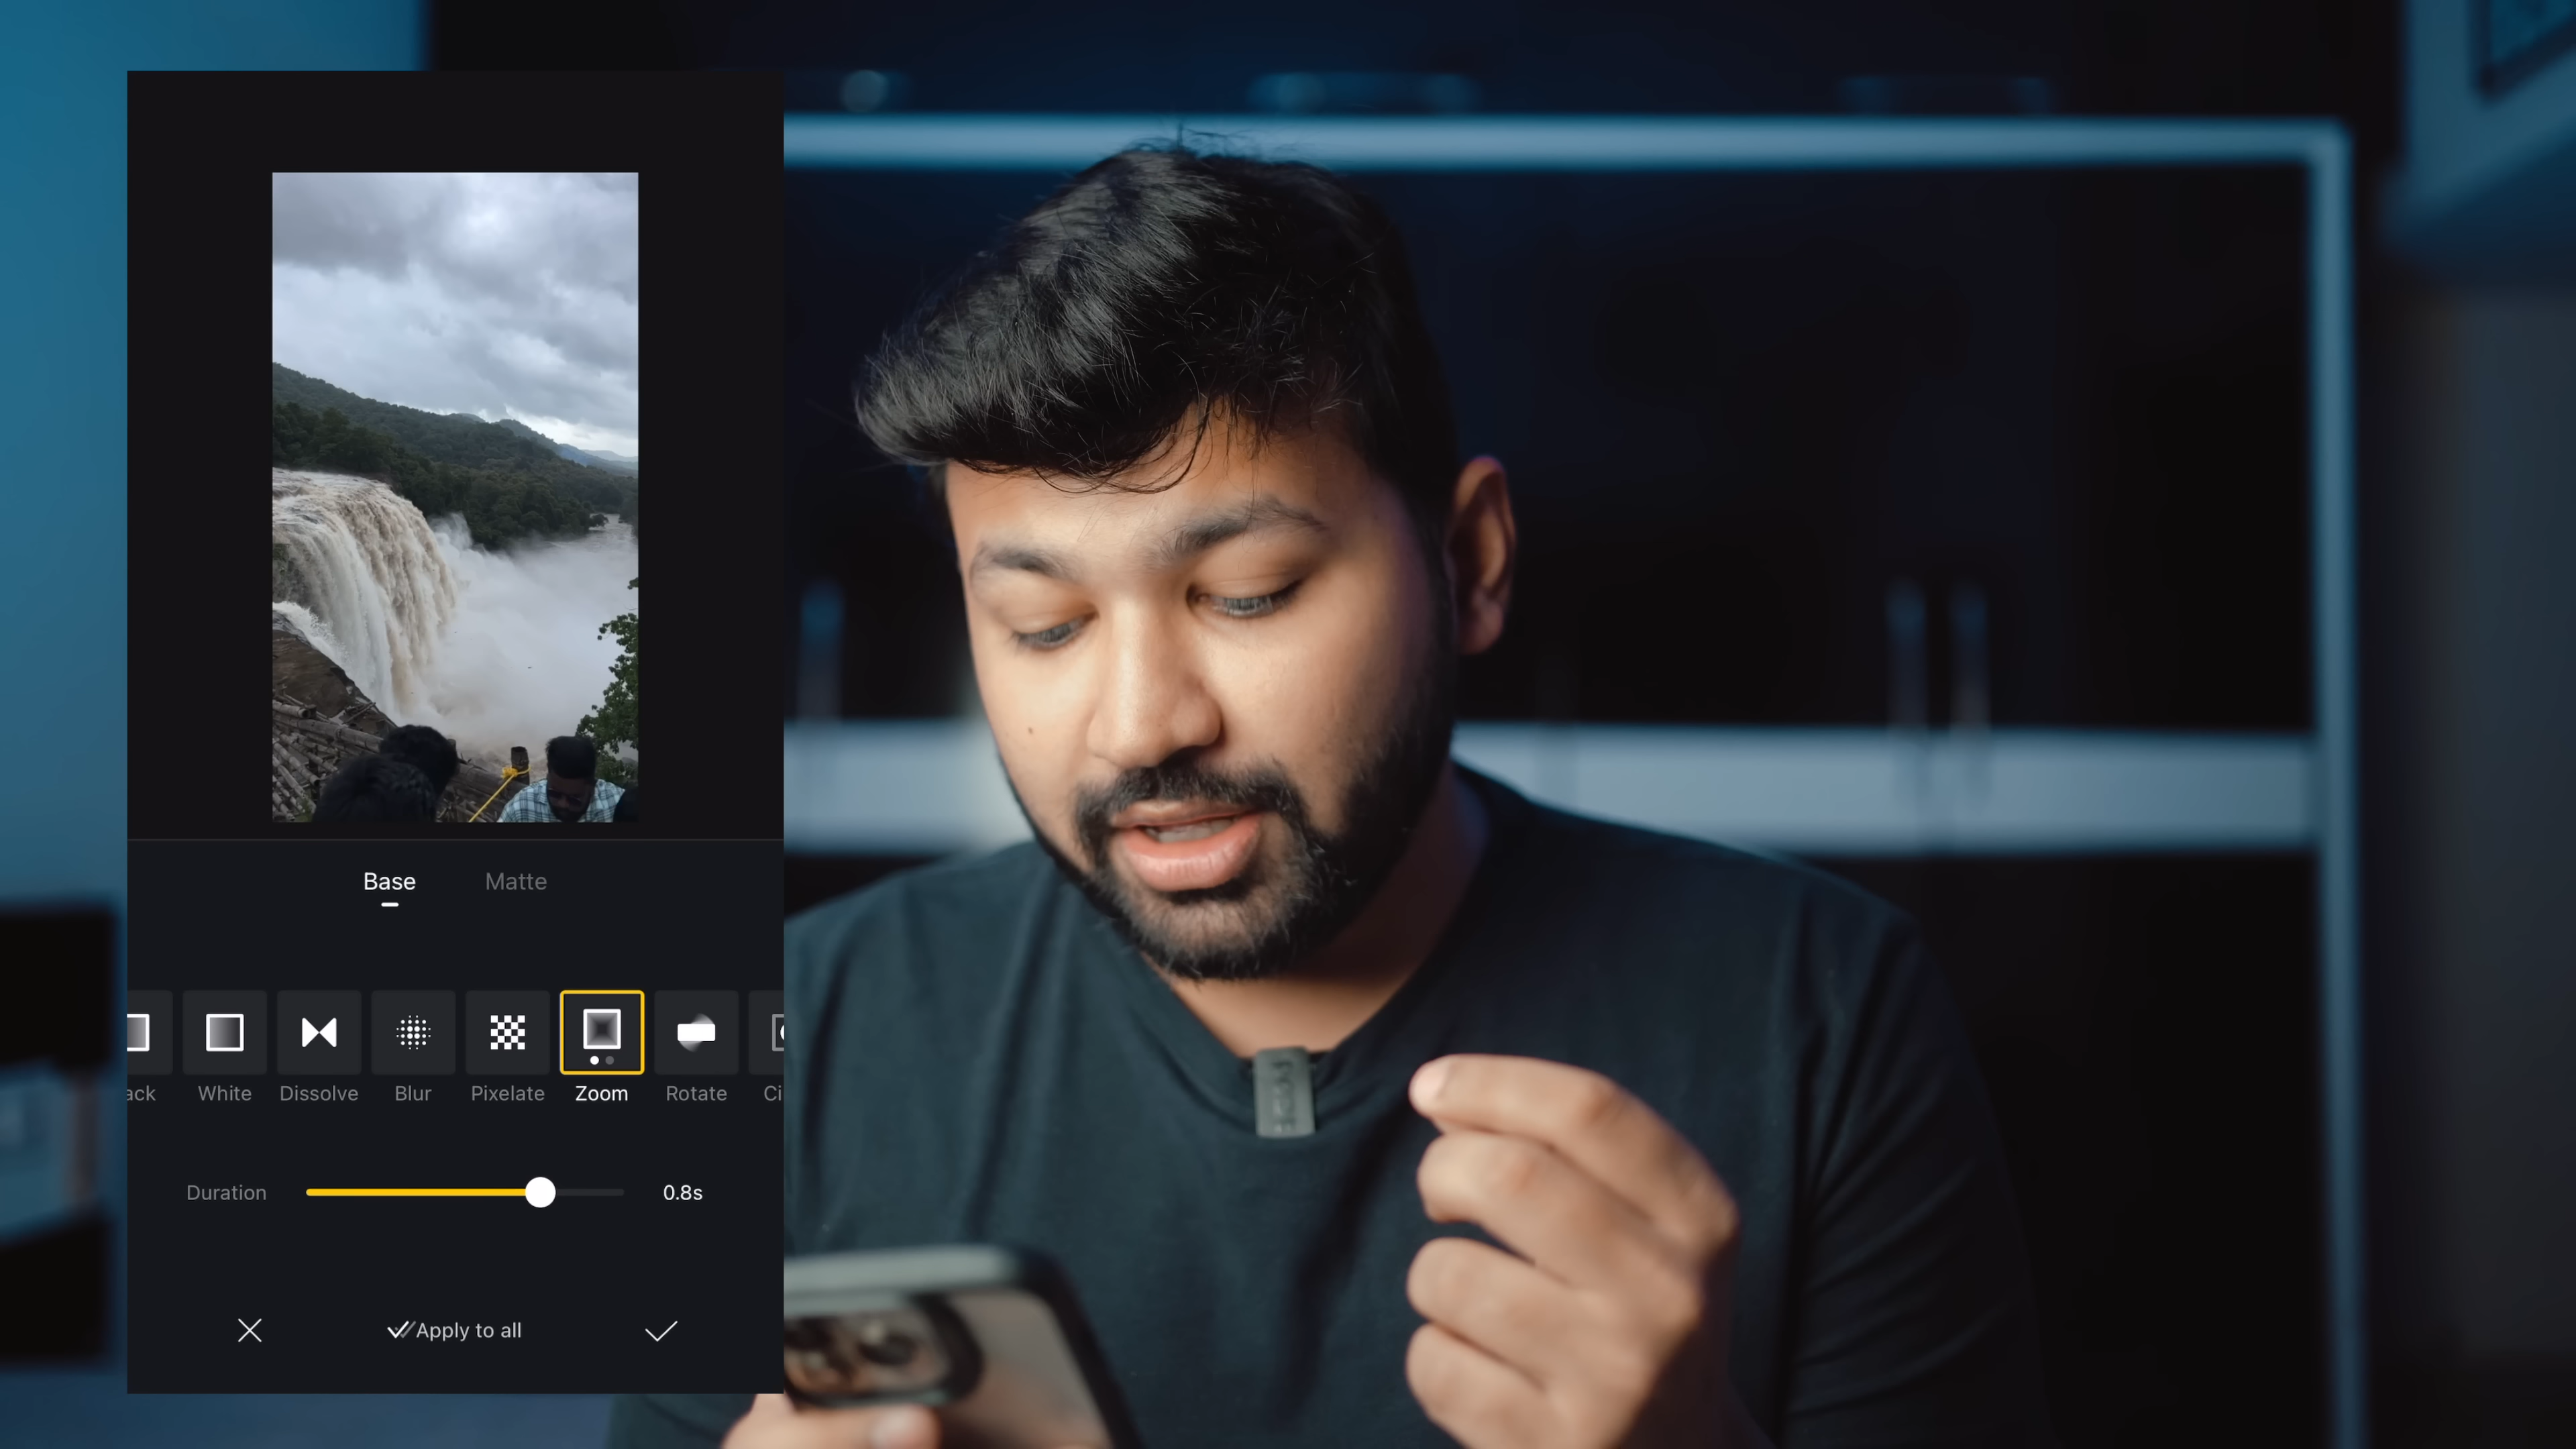 Base Matte
ack White Dissolve Blur Pixelate Zoom Rotate Ci
Duration 0.8s
Apply to all